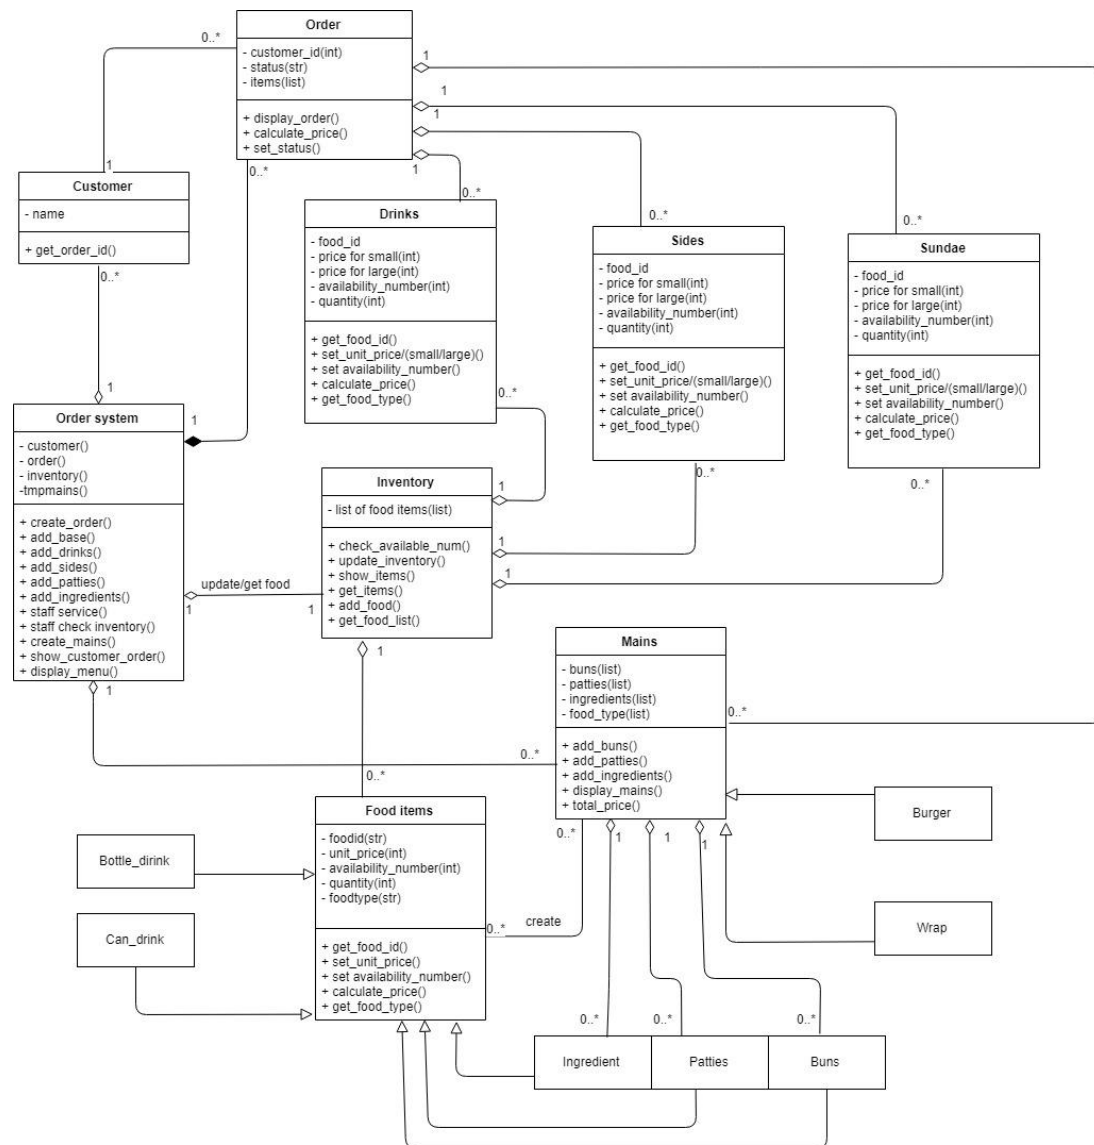 Order
- customer_id(int)
- status(str)
- items(list)
+ display_order()
+ calculate_price()
+ set_status()
0..*
1
1
1
1
1
0..*
1
Customer
- name
+ get_order_id()
0..*
1
Drinks
- food_id
- price for small(int)
- price for large(int)
- availability_number(int)
- quantity(int)
+ get_food_id()
+ set_unit_price/(small/large)()
+ set availability_number()
+ calculate_price()
+ get_food_type()
0..*
0..*
Sides
- food_id
- price for small(int)
- price for large(int)
- availability_number(int)
- quantity(int)
+ get_food_id()
+ set_unit_price/(small/large)()
+ set availability_number()
+ calculate_price()
+ get_food_type()
0..*
0..*
Sundae
- food_id
- price for small(int)
- price for large(int)
- availability_number(int)
- quantity(int)
+ get_food_id()
+ set_unit_price/(small/large)()
+ set availability_number()
+ calculate_price()
+ get_food_type()
0..*
0..*
Order system
- customer()
- order()
- inventory()
-tmpmains()
+ create_order()
+ add_base()
+ add_drinks()
+ add_sides()
+ add_patties()
+ add_ingredients()
+ staff service()
+ staff check inventory()
+ create_mains()
+ show_customer_order()
+ display_menu()
update/get food
1
1
1
Inventory
- list of food items(list)
+ check_available_num()
+ update_inventory()
+ show_items()
+ get_items()
+ add_food()
+ get_food_list()
1
1
1
1
Mains
- buns(list)
- patties(list)
- ingredients(list)
- food_type(list)
+ add_buns()
+ add_patties()
+ add_ingredients()
+ display_mains()
+ total_price()
0..*
0..*
0..*
1
1
1
0..*
Food items
- foodid(str)
- unit_price(int)
- availability_number(int)
- quantity(int)
- foodtype(str)
+ get_food_id()
+ set_unit_price()
+ set availability_number()
+ calculate_price()
+ get_food_type()
0..*
create
Bottle_dirink
Can_drink
Burger
Wrap
0..*
0..*
0..*
Ingredient
Patties
Buns